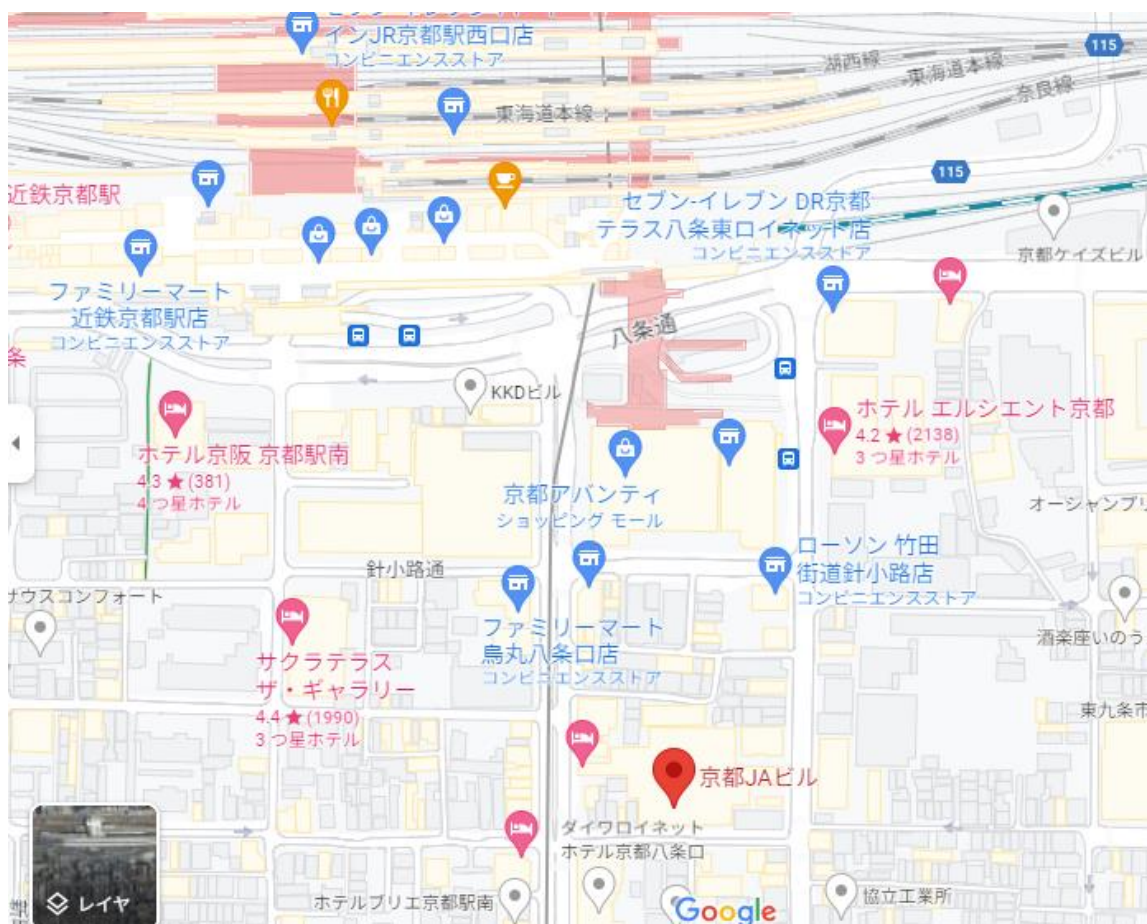 インJR京都駅西口店
コンビニエンスストア
115
湖西線
東海道本線
東海道本線
奈良線
115
近鉄京都駅
セブン-イレブン DR京都
テラス八条東ロイネット店
コンビニエンスストア
京都ケイズビル
ファミリーマート
近鉄京都駅店
コンビニエンスストア
八条通
条
KKDビル
ホテル エルシエント京都
4.2 ★ (2138)
3 つ星ホテル
ホテル京阪 京都駅南
4.3 ★ (381)
4 つ星ホテル
京都アバンティ
ショッピング モール
オーシャンプリ
ローソン 竹田
街道針小路店
コンビニエンスストア
針小路通
サウスコンフォート
ファミリーマート
烏丸八条口店
コンビニエンスストア
酒楽座いのう
サクラテラス
ザ・ギャラリー
4.4 ★ (1990)
3 つ星ホテル
東九条市
京都JAビル
ダイワロイネット
ホテル京都八条口
レイヤ
ホテルブリエ京都駅南
協立工業所
Google